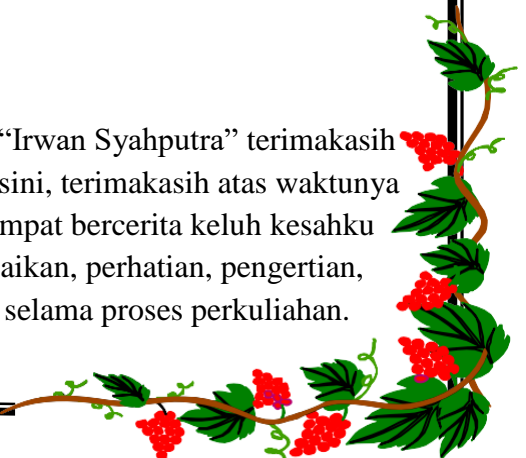 “Irwan Syahputra” terimakasih
sini, terimakasih atas waktunya
mpat bercerita keluh kesahku
aikan, perhatian, pengertian,
selama proses perkuliahan.